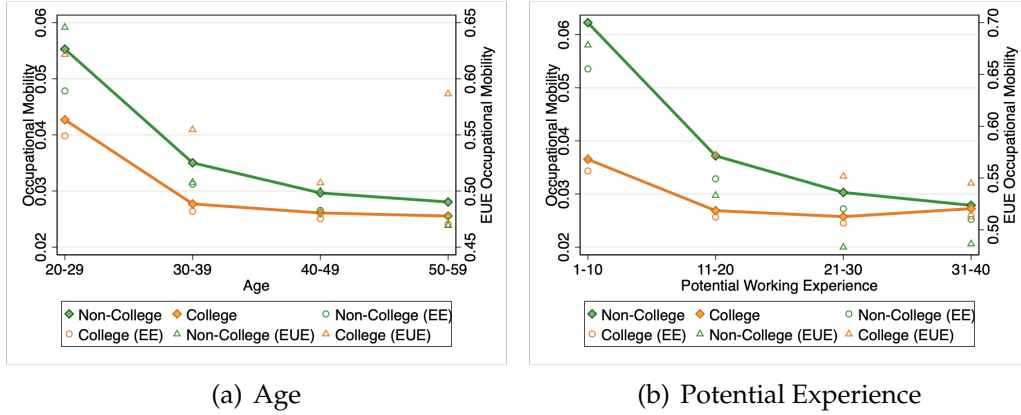 0.06
0.05
0.04
0.03
0.02
Occupational Mobility
0.65
0.60
0.55
0.50
0.45
EUE Occupational Mobility
20-29 30-39 40-49 50-59
Age
Non-College College Non-College (EE)
College (EE) Non-College (EUE) College (EUE)
(a) Age
0.06
0.05
0.04
0.03
0.02
Occupational Mobility
0.70
0.65
0.60
0.55
0.50
EUE Occupational Mobility
1-10 11-20 21-30 31-40
Potential Working Experience
Non-College College Non-College (EE)
College (EE) Non-College (EUE) College (EUE)
(b) Potential Experience